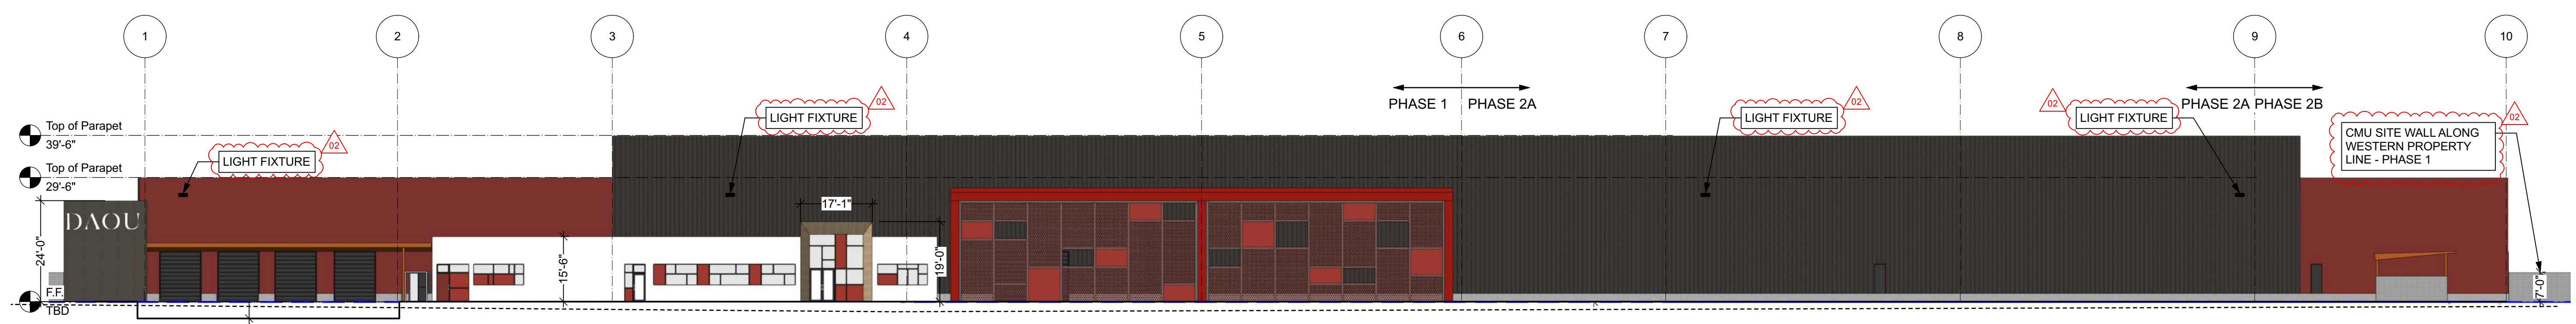 1
2
3
4
5
6
7
8
9
10
PHASE 1
PHASE 2A
PHASE 2A
PHASE 2B
Top of Parapet
39'-6"
Top of Parapet
29'-6"
LIGHT FIXTURE
02
LIGHT FIXTURE
02
LIGHT FIXTURE
02
LIGHT FIXTURE
02
CMU SITE WALL ALONG
WESTERN PROPERTY
LINE - PHASE 1
02
DAOU
24'-0"
15'-6"
17'-1"
19'-0"
7'-0"
F.F.
TBD